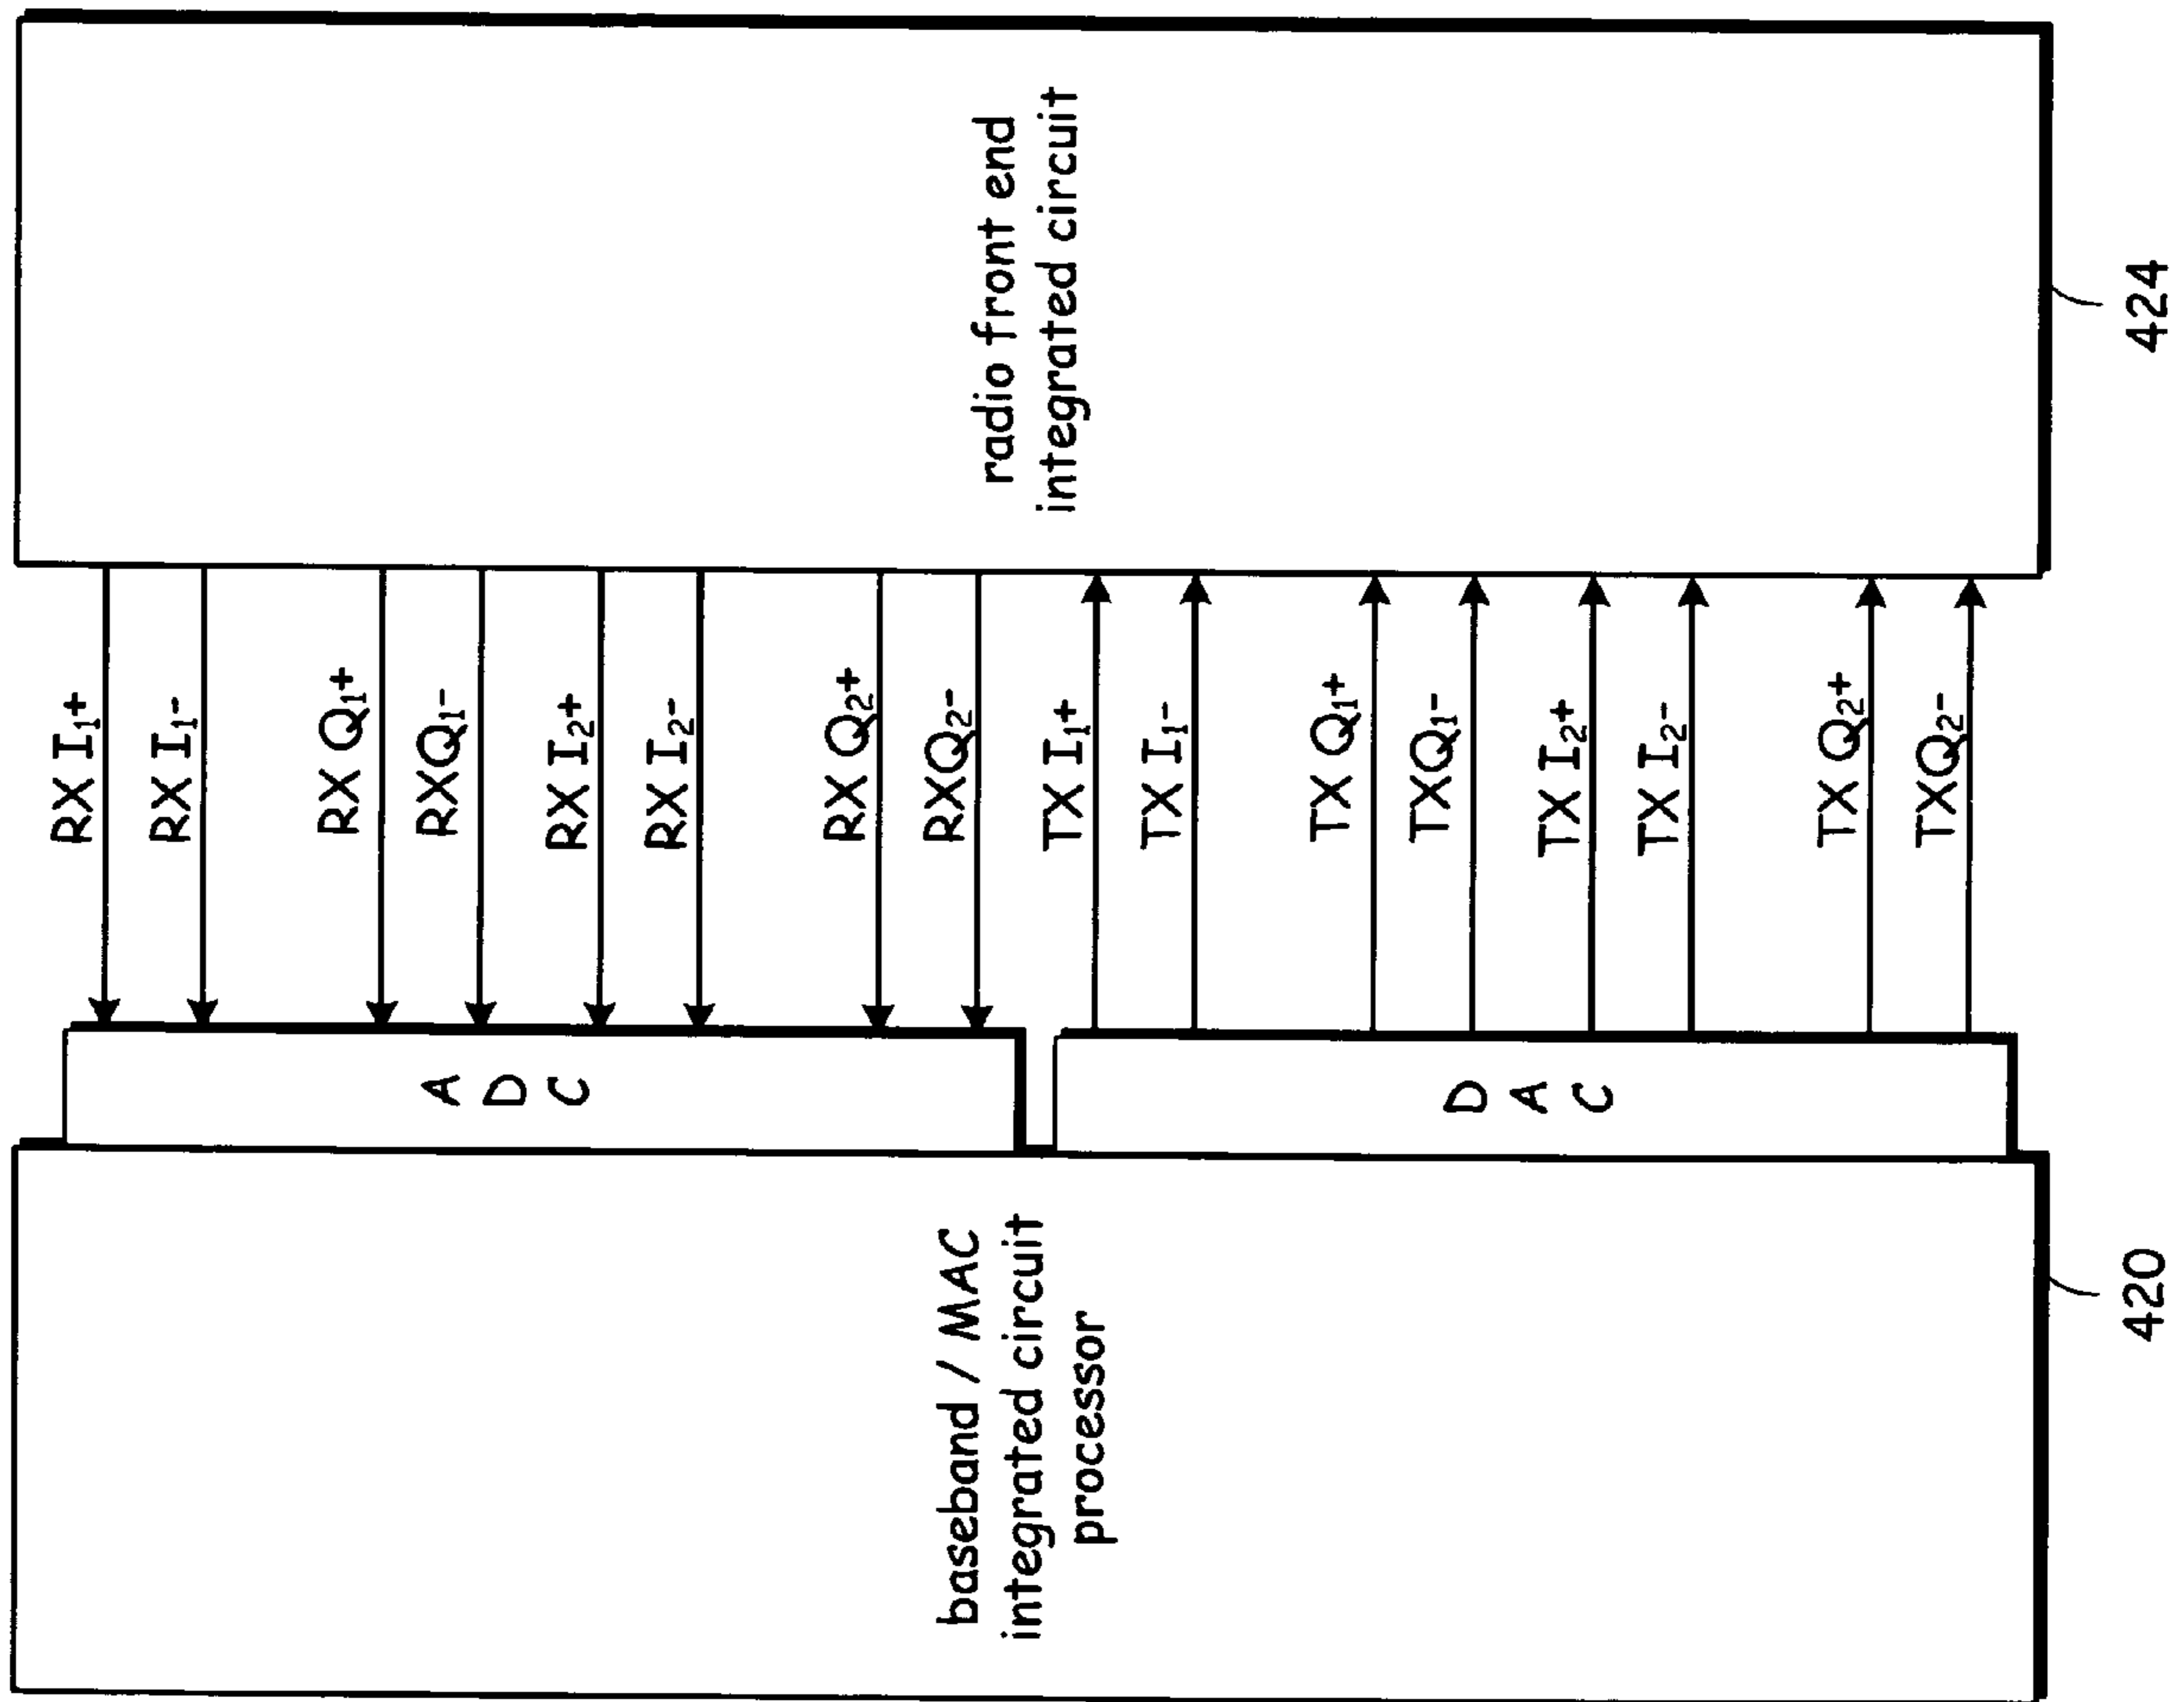 radio front end
integrated circuit
424
RX I₁+
RX I₁-
RX Q₁+
RXQ₁-
RX I₂+
RX I₂-
RX Q₂+
RXQ₂-
TX I₁+
TX I₁-
TX Q₁+
TXQ₁-
TX I₂+
TX I₂-
TX Q₂+
TXQ₂-
ADC
DAC
baseband / MAC
integrated circuit
processor
420